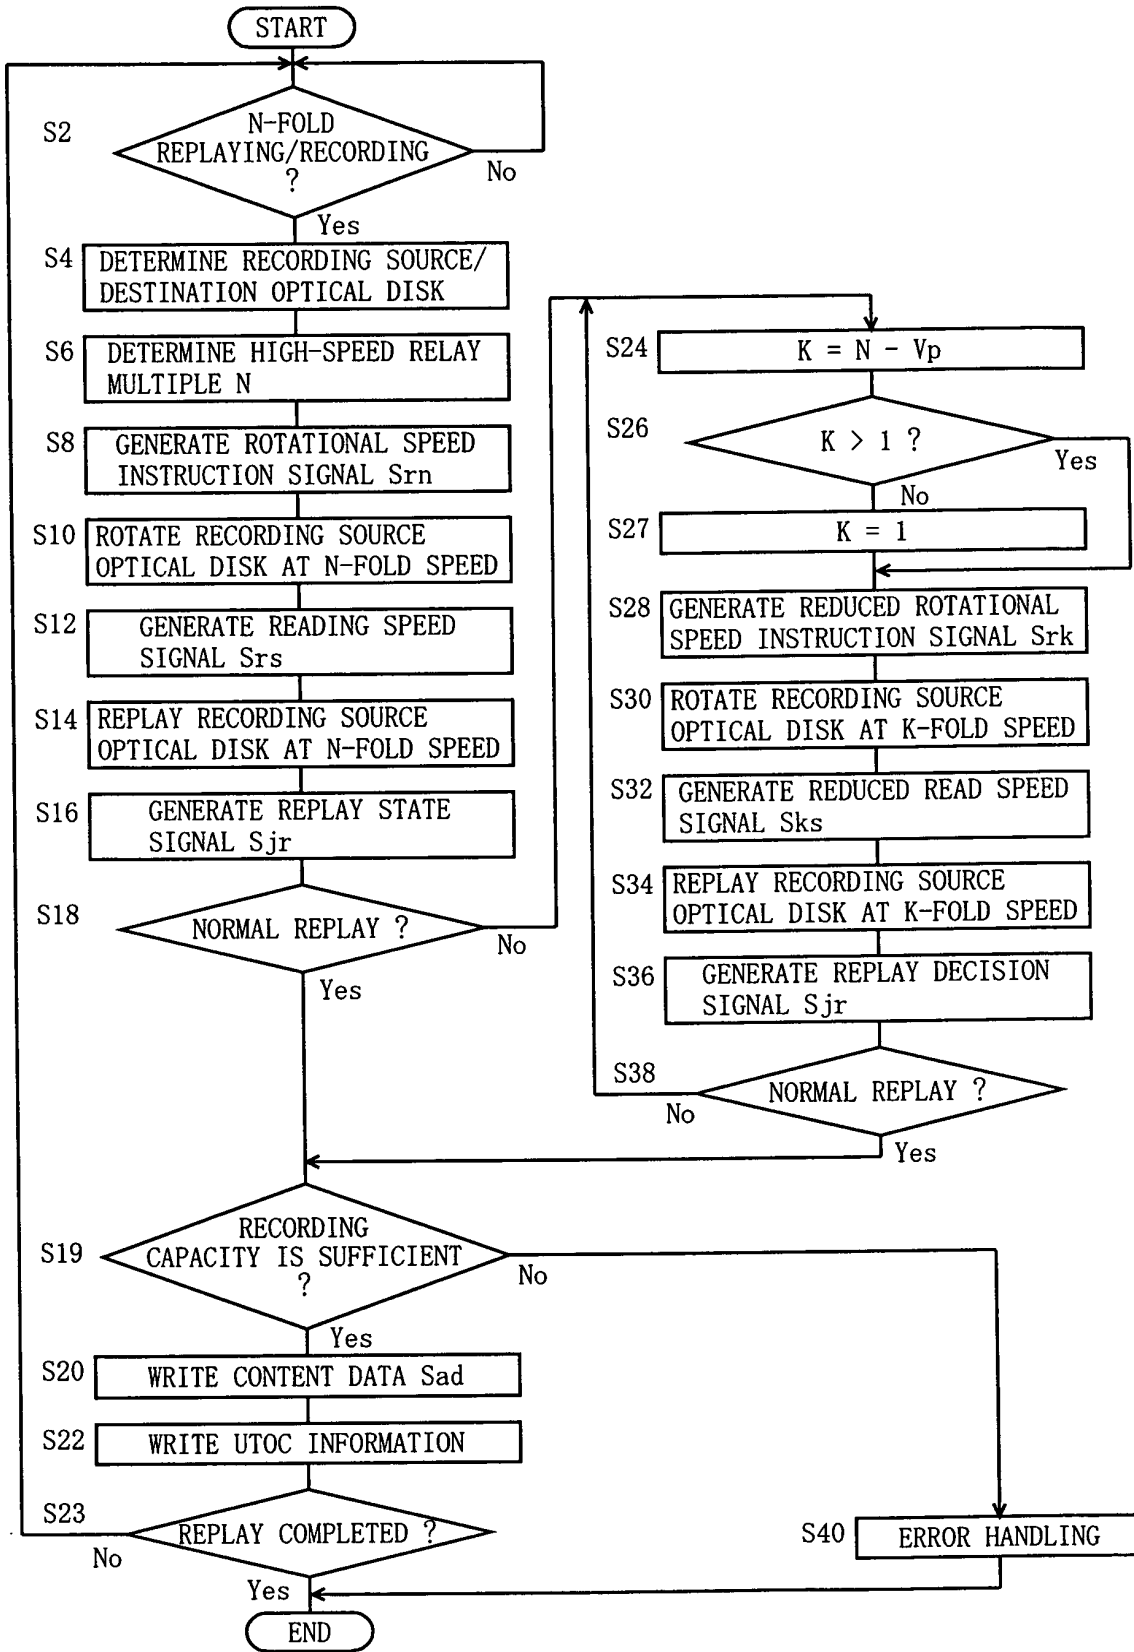 START
S2
N-FOLD
REPLAYING/RECORDING
?
No
Yes
S4
DETERMINE RECORDING SOURCE/
DESTINATION OPTICAL DISK
S6
DETERMINE HIGH-SPEED RELAY
MULTIPLE N
S8
GENERATE ROTATIONAL SPEED
INSTRUCTION SIGNAL Srn
S10
ROTATE RECORDING SOURCE
OPTICAL DISK AT N-FOLD SPEED
S12
GENERATE READING SPEED
SIGNAL Srs
S14
REPLAY RECORDING SOURCE
OPTICAL DISK AT N-FOLD SPEED
S16
GENERATE REPLAY STATE
SIGNAL Sjr
S18
NORMAL REPLAY ?
No
Yes
S24
K = N - Vp
S26
K > 1 ?
Yes
No
S27
K = 1
S28
GENERATE REDUCED ROTATIONAL
SPEED INSTRUCTION SIGNAL Srk
S30
ROTATE RECORDING SOURCE
OPTICAL DISK AT K-FOLD SPEED
S32
GENERATE REDUCED READ SPEED
SIGNAL Sks
S34
REPLAY RECORDING SOURCE
OPTICAL DISK AT K-FOLD SPEED
S36
GENERATE REPLAY DECISION
SIGNAL Sjr
S38
NORMAL REPLAY ?
No
Yes
S19
RECORDING
CAPACITY IS SUFFICIENT
?
No
Yes
S20
WRITE CONTENT DATA Sad
S22
WRITE UTOC INFORMATION
S23
REPLAY COMPLETED ?
No
Yes
S40
ERROR HANDLING
END